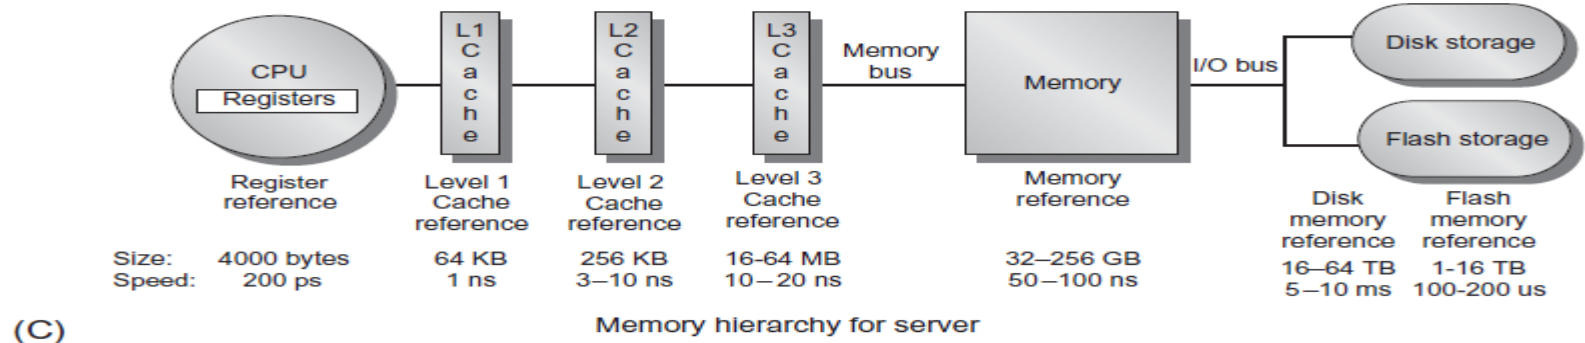 CPU
Registers
L1
Cache
L2
Cache
L3
Cache
Memory
bus
Memory
I/O bus
Disk storage
Flash storage
Register
reference
Level 1
Cache
reference
Level 2
Cache
reference
Level 3
Cache
reference
Memory
reference
Disk
memory
reference
Flash
memory
reference
Size: 4000 bytes 64 KB 256 KB 16-64 MB 32–256 GB 16–64 TB 1-16 TB
Speed: 200 ps 1 ns 3–10 ns 10–20 ns 50–100 ns 5–10 ms 100-200 us
(C) Memory hierarchy for server